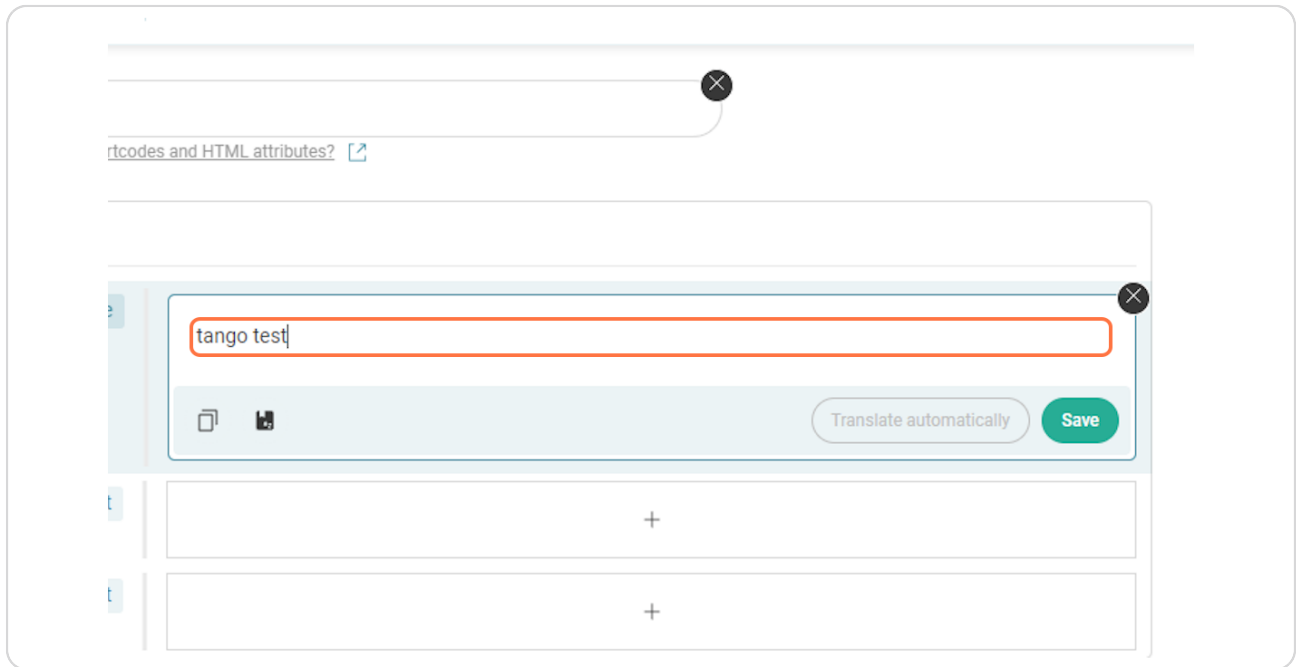 rtcodes and HTML attributes?
e
tango test
Translate automatically
Save
t
+
t
+